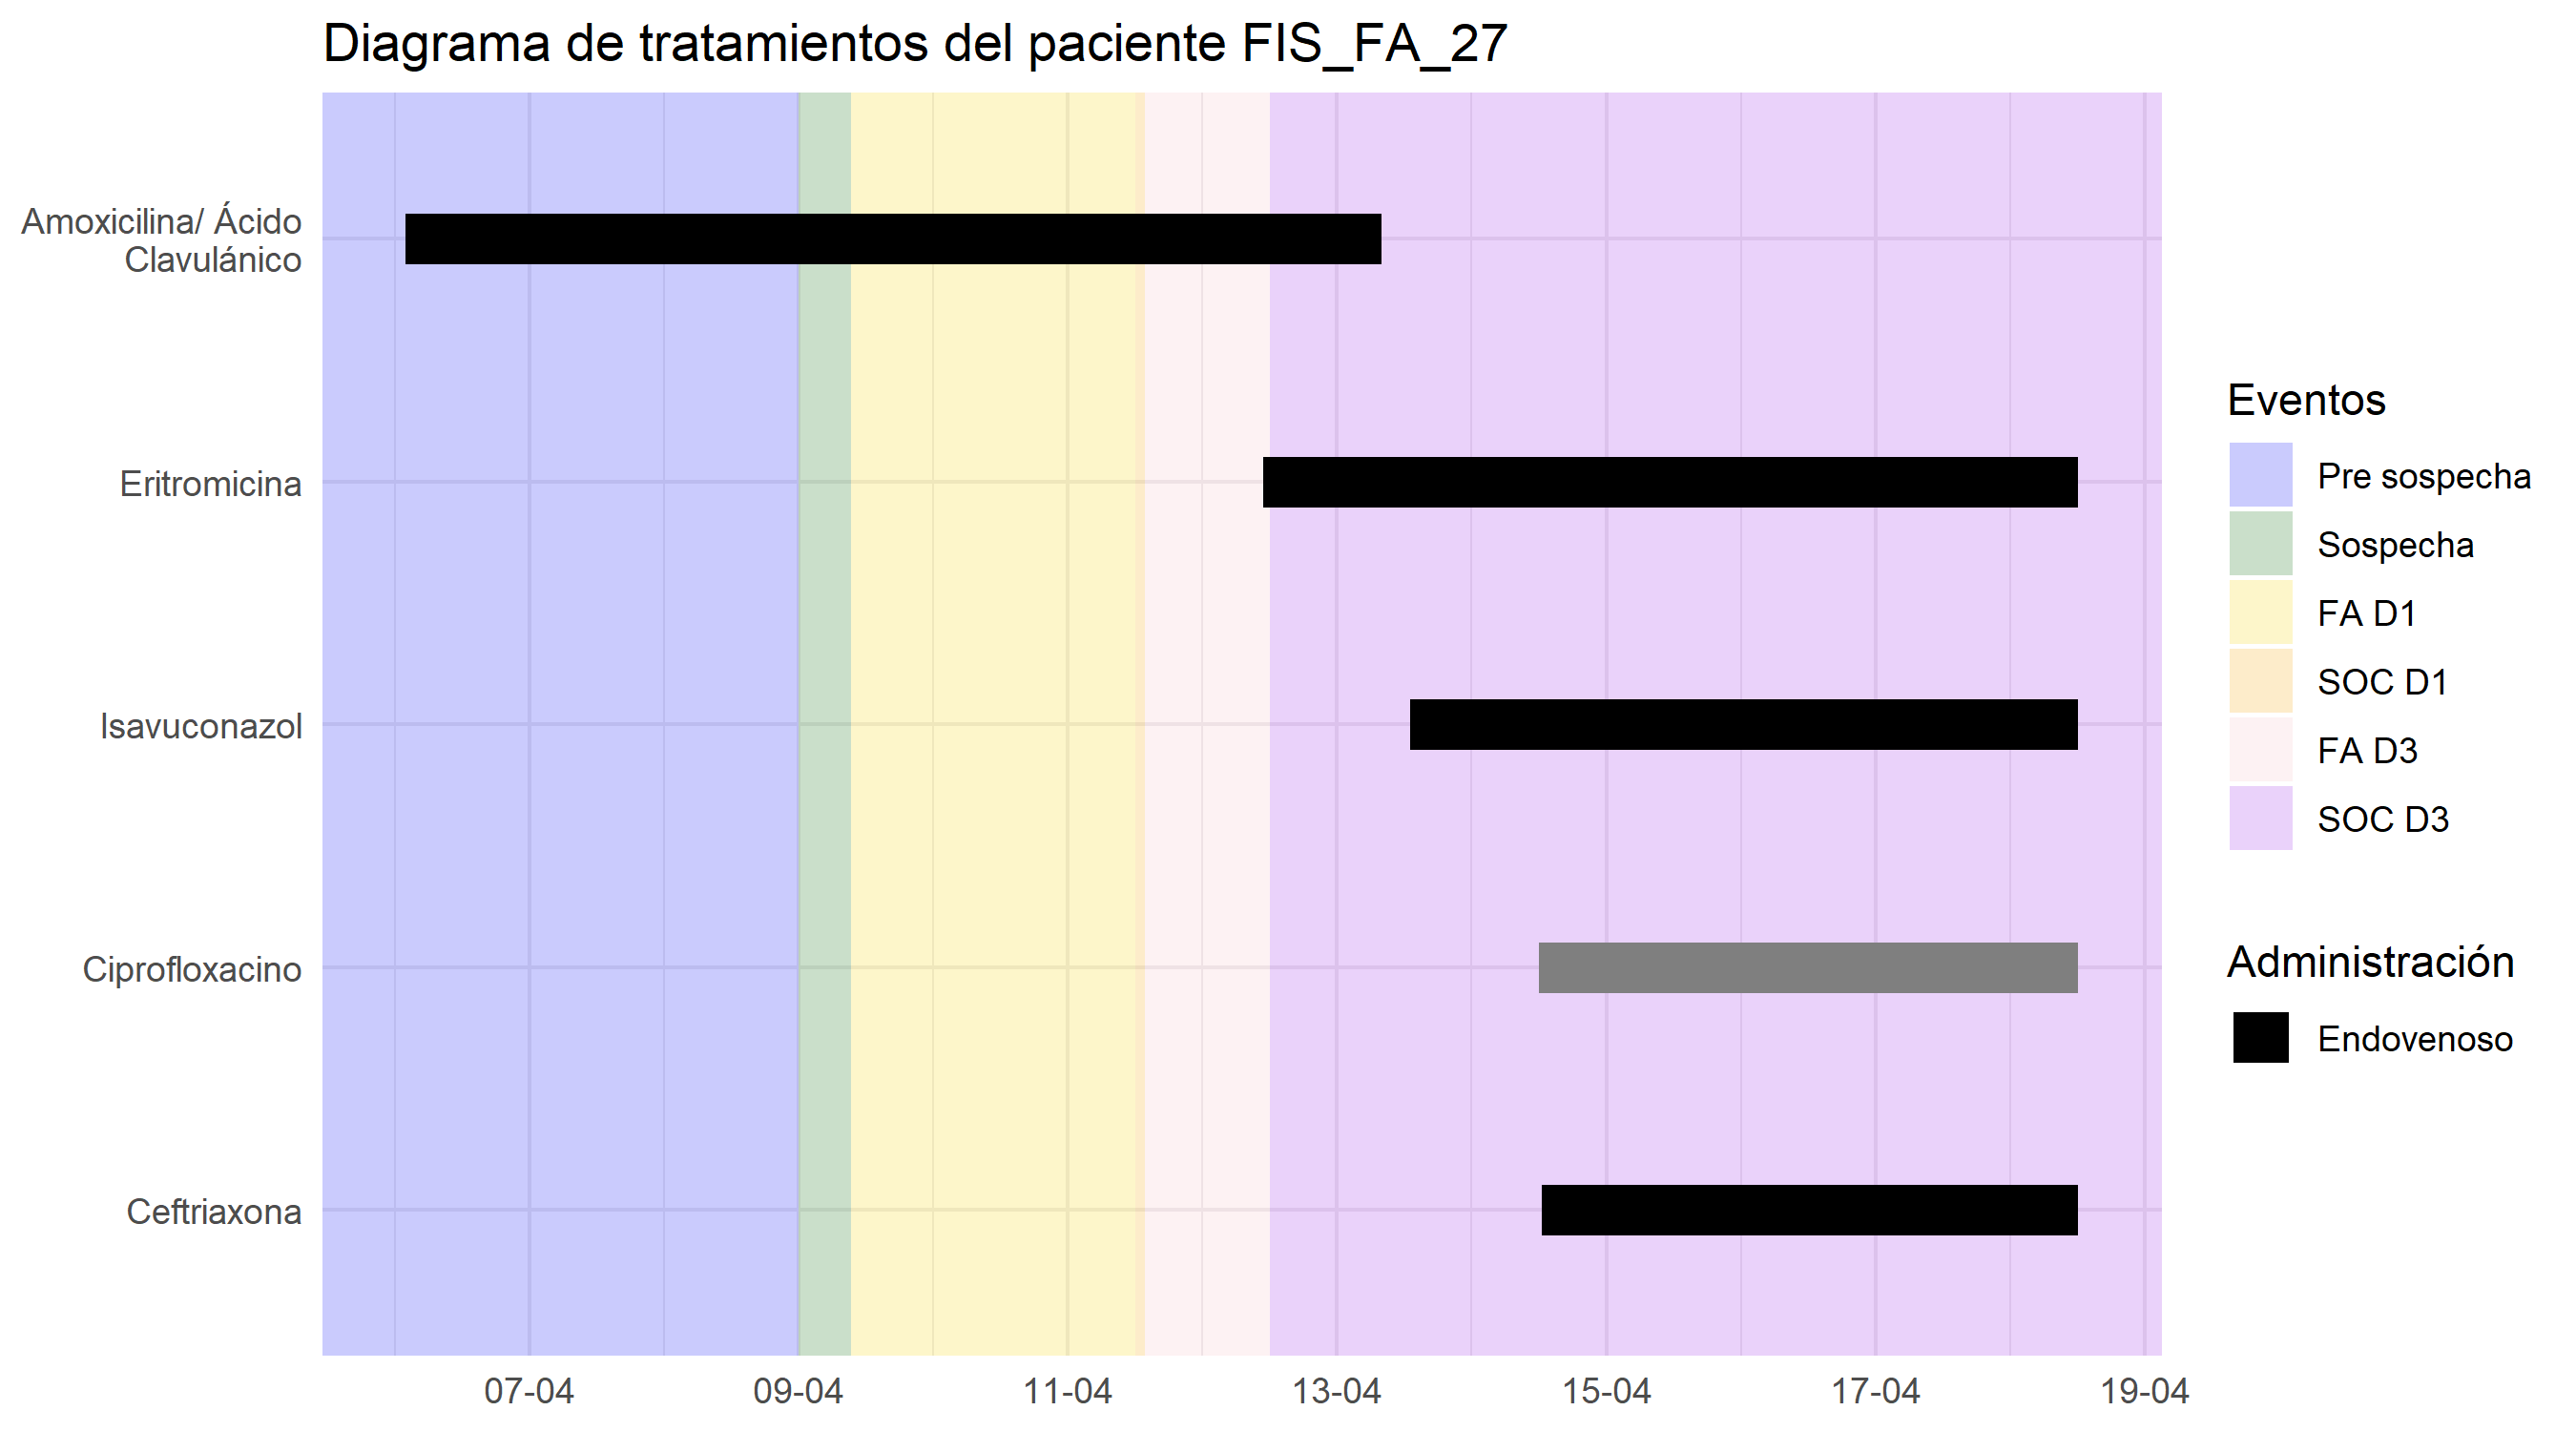 Diagrama de tratamientos del paciente FIS_FA_27
Amoxicilina/ Ácido
Clavulánico
Eritromicina
Isavuconazol
Ciprofloxacino
Ceftriaxona
07-04
09-04
11-04
13-04
15-04
17-04
19-04
Eventos
Pre sospecha
Sospecha
FA D1
SOC D1
FA D3
SOC D3
Administración
Endovenoso